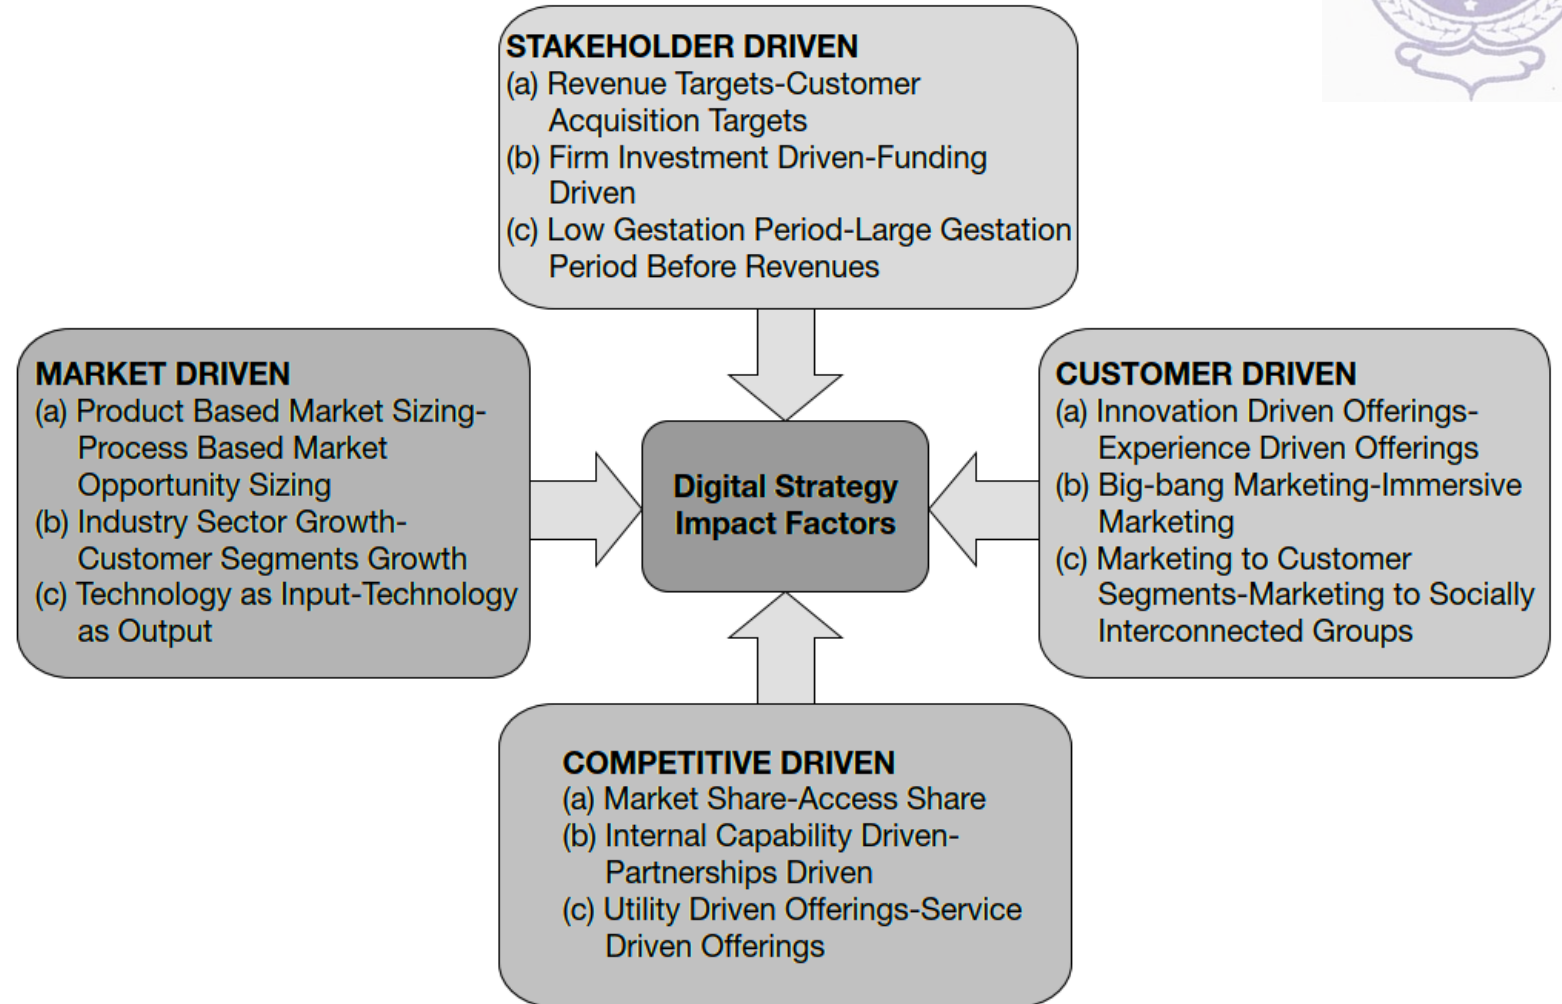 STAKEHOLDER DRIVEN
(a) Revenue Targets-Customer
Acquisition Targets
(b) Firm Investment Driven-Funding
Driven
(c) Low Gestation Period-Large Gestation
Period Before Revenues
MARKET DRIVEN
(a) Product Based Market Sizing-
Process Based Market
Opportunity Sizing
(b) Industry Sector Growth-
Customer Segments Growth
(c) Technology as Input-Technology
as Output
Digital Strategy
Impact Factors
CUSTOMER DRIVEN
(a) Innovation Driven Offerings-
Experience Driven Offerings
(b) Big-bang Marketing-Immersive
Marketing
(c) Marketing to Customer
Segments-Marketing to Socially
Interconnected Groups
COMPETITIVE DRIVEN
(a) Market Share-Access Share
(b) Internal Capability Driven-
Partnerships Driven
(c) Utility Driven Offerings-Service
Driven Offerings